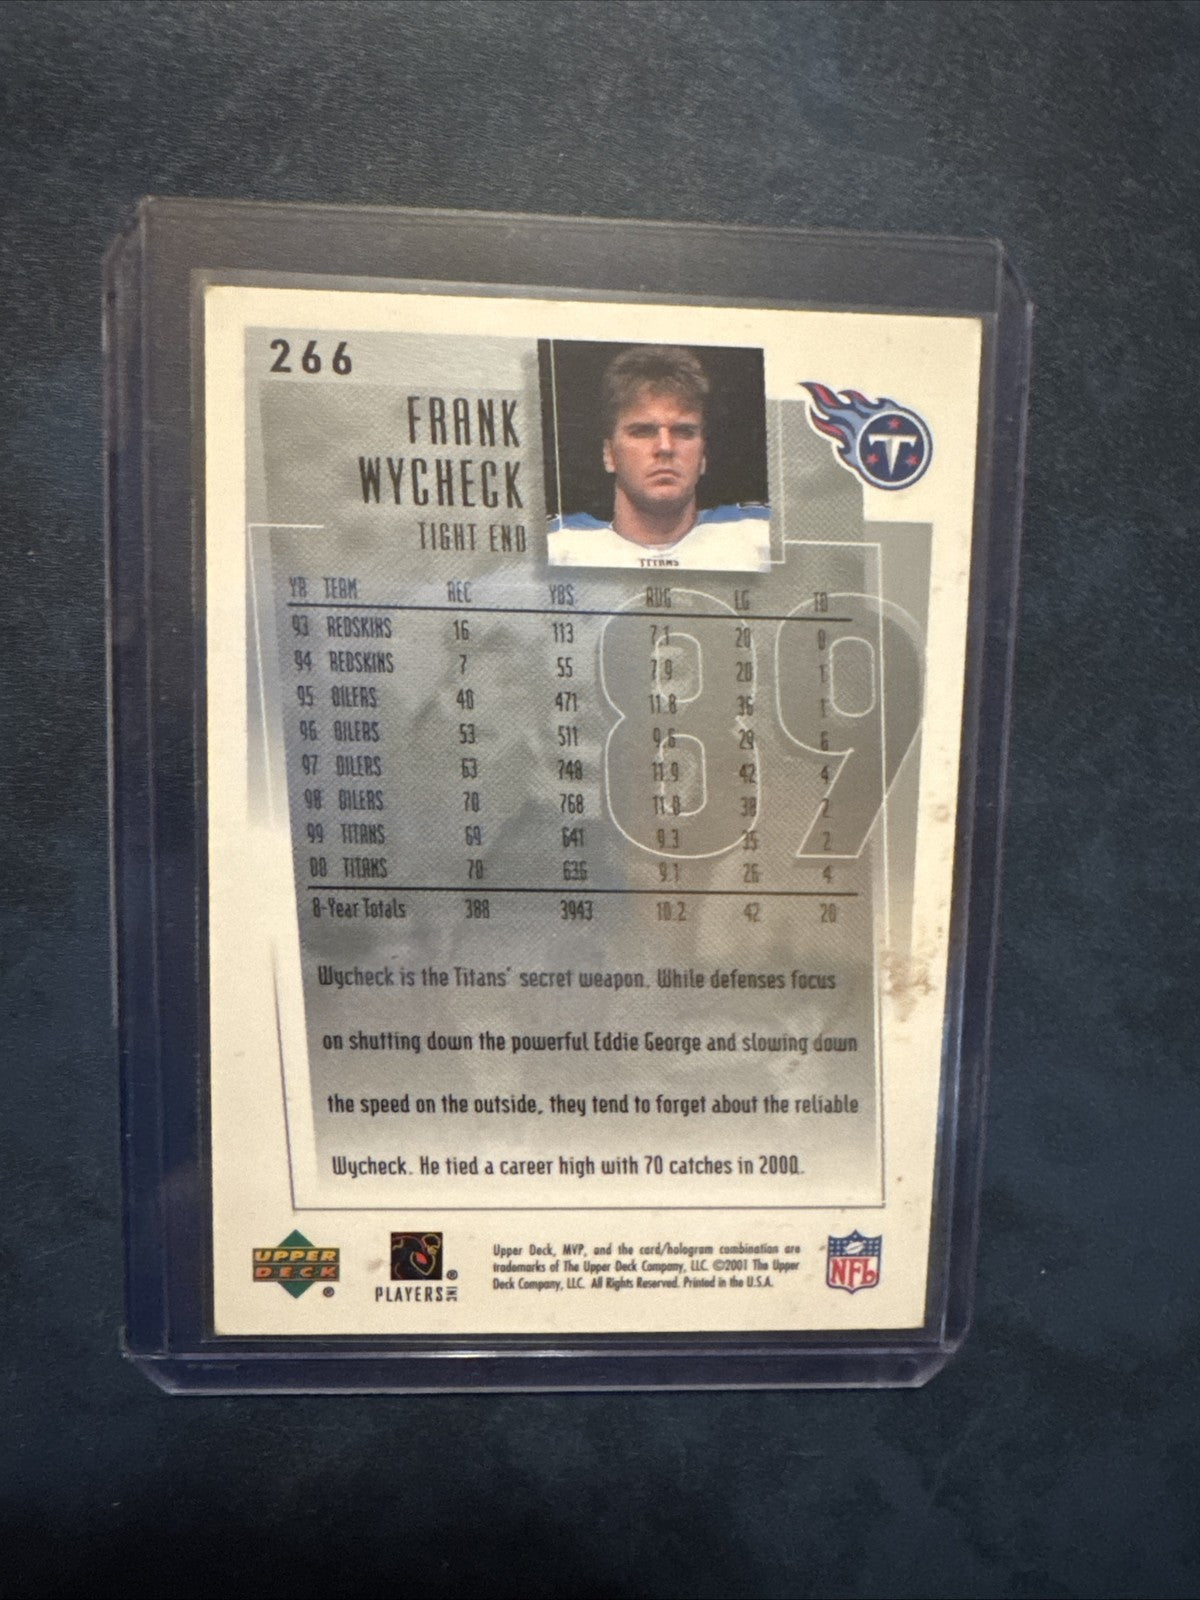 266
FRANK
WYCHECK
TIGHT END
TITANS
T
89
YR TEAM REC YDS AVG LG TD
93 REDSKINS 16 113 7.1 20 0
94 REDSKINS 7 55 7.9 20 1
95 OILERS 40 471 11.8 36 1
96 OILERS 53 511 9.6 29 6
97 OILERS 63 748 11.9 42 4
98 OILERS 70 768 11.0 38 2
99 TITANS 69 641 9.3 35 2
00 TITANS 70 636 9.1 26 4
8-Year Totals 388 3943 10.2 42 20
Wycheck is the Titans' secret weapon. While defenses focus
on shutting down the powerful Eddie George and slowing down
the speed on the outside, they tend to forget about the reliable
Wycheck. He tied a career high with 70 catches in 2000.
UPPER
DECK®
PLAYERS INC ®
Upper Deck, MVP, and the card/hologram combination are
trademarks of The Upper Deck Company, LLC. ©2001 The Upper
Deck Company, LLC. All Rights Reserved. Printed in the U.S.A.
NFL